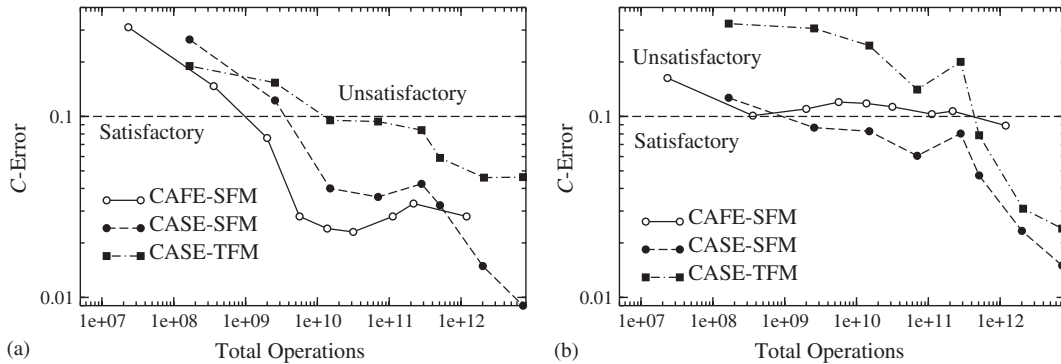 C-Error
0.1
0.01
Unsatisfactory
Satisfactory
CAFE-SFM
CASE-SFM
CASE-TFM
1e+07 1e+08 1e+09 1e+10 1e+11 1e+12
Total Operations
(a)
C-Error
0.1
0.01
Unsatisfactory
Satisfactory
CAFE-SFM
CASE-SFM
CASE-TFM
1e+07 1e+08 1e+09 1e+10 1e+11 1e+12
Total Operations
(b)